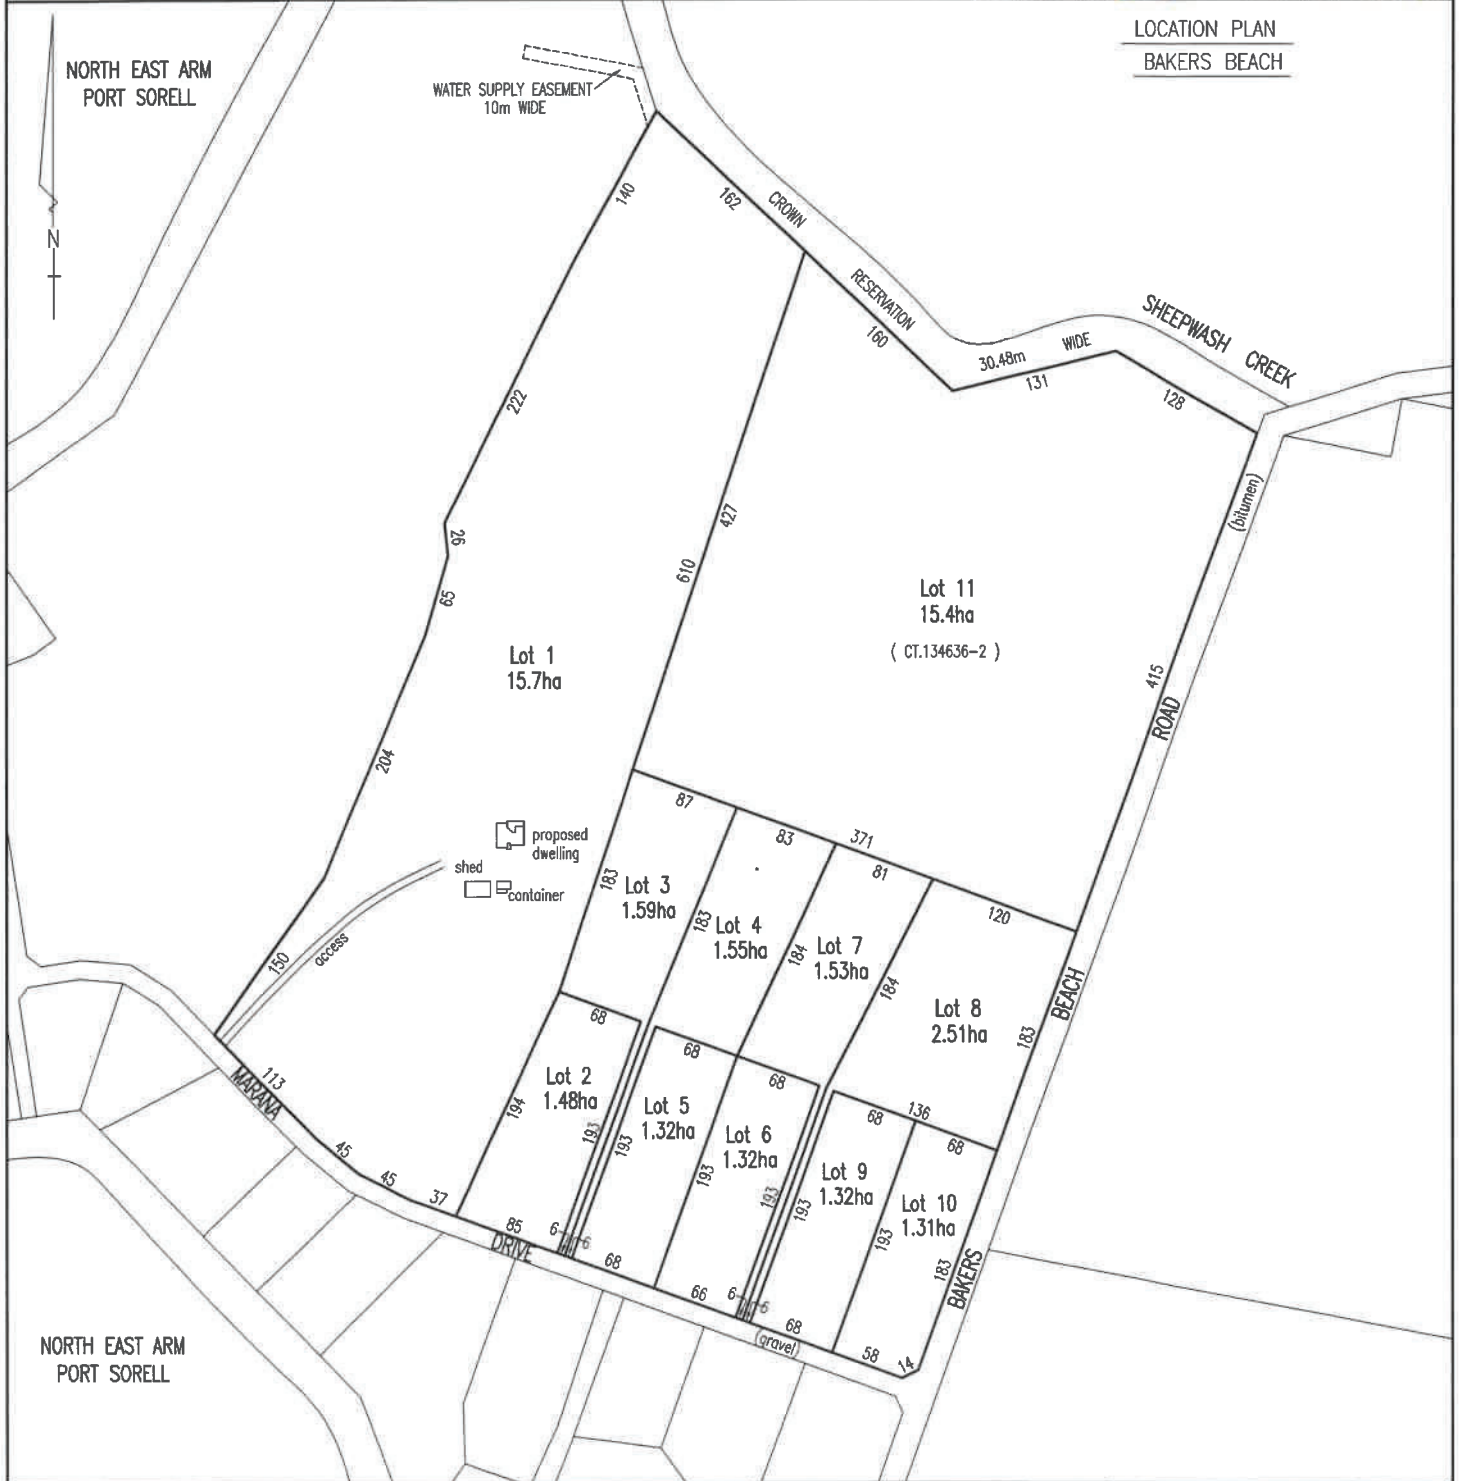 LOCATION PLAN
BAKERS BEACH
NORTH EAST ARM
PORT SORELL
WATER SUPPLY EASEMENT
10m WIDE
N
140
162
CROWN
RESERVATION
160
30.48m WIDE
131
SHEEPWASH CREEK
128
222
26
59
204
150
427
610
(bitumen)
415
ROAD
Lot 11
15.4ha
( CT.134636-2 )
Lot 1
15.7ha
proposed
dwelling
shed
container
access
87
83
371
81
120
183
Lot 3
1.59ha
183
Lot 4
1.55ha
184
Lot 7
1.53ha
184
Lot 8
2.51ha
183
BEACH
68
68
68
68
136
68
Lot 2
1.48ha
194
193
Lot 5
1.32ha
193
Lot 6
1.32ha
193
193
Lot 9
1.32ha
193
Lot 10
1.31ha
193
183
BAKERS
113
MARANA
45
45
37
85
DRIVE
6
6
68
66
6
6
68
(gravel)
58
14
NORTH EAST ARM
PORT SORELL